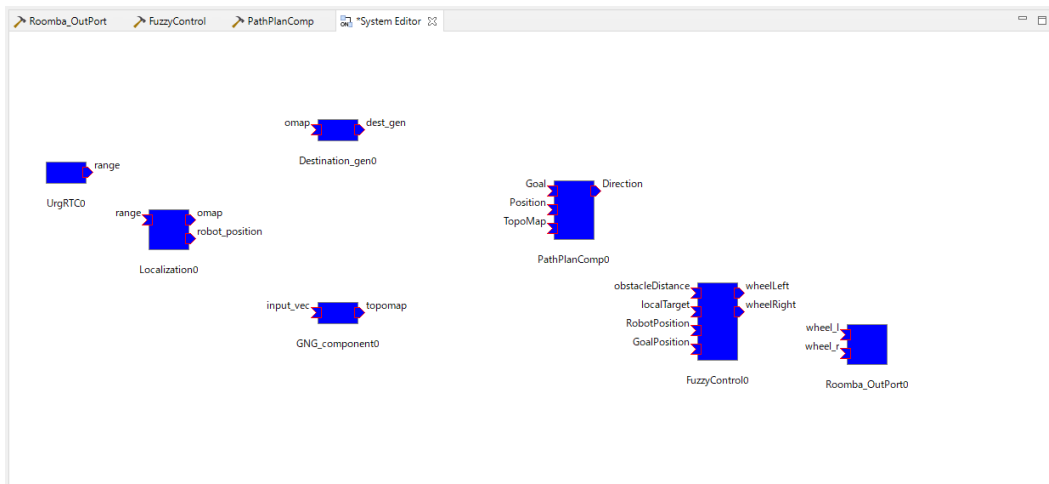 Roomba_OutPort FuzzyControl PathPlanComp *System Editor
ON
omap dest_gen
Destination_gen0
range
UrgRTC0
range omap
robot_position
Localization0
Goal Direction
Position
TopoMap
PathPlanComp0
input_vec topomap
GNG_component0
obstacleDistance wheelLeft
localTarget wheelRight
RobotPosition
GoalPosition
FuzzyControl0
wheel_l
wheel_r
Roomba_OutPort0